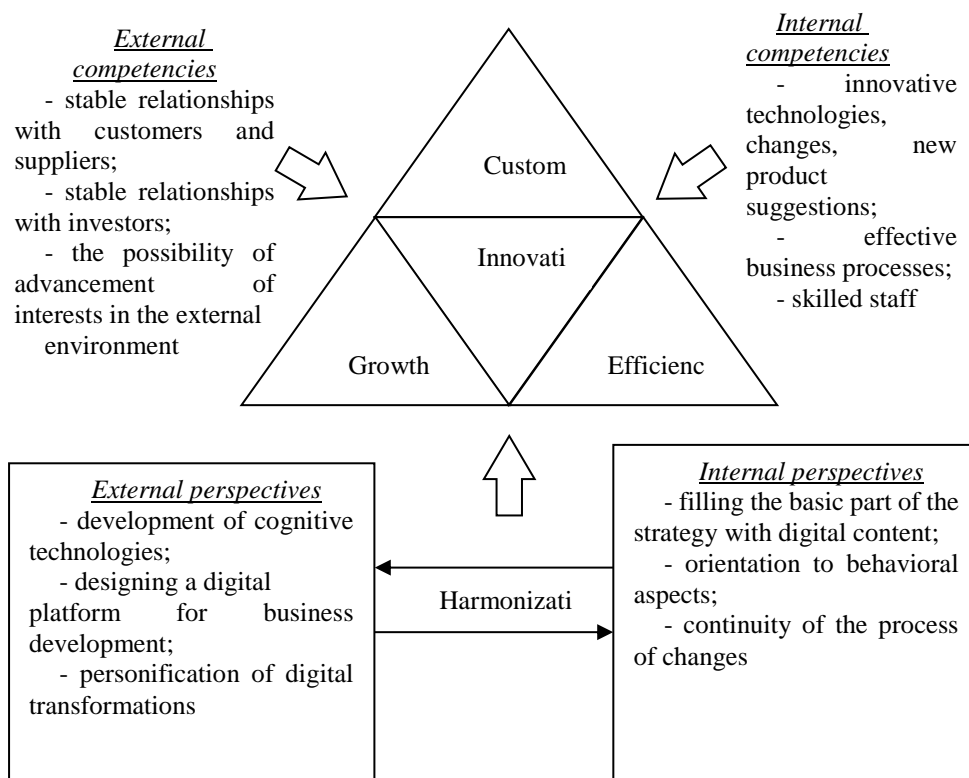 External
competencies
- stable relationships
with customers and
suppliers;
- stable relationships
with investors;
- the possibility of
advancement of
interests in the external
environment
Internal
competencies
- innovative
technologies,
changes, new
product
suggestions;
- effective
business processes;
- skilled staff
Custom
Innovati
Growth
Efficienc
External perspectives
- development of cognitive
technologies;
- designing a digital
platform for business
development;
- personification of digital
transformations
Harmonizati
Internal perspectives
- filling the basic part of the
strategy with digital content;
- orientation to behavioral
aspects;
- continuity of the process
of changes